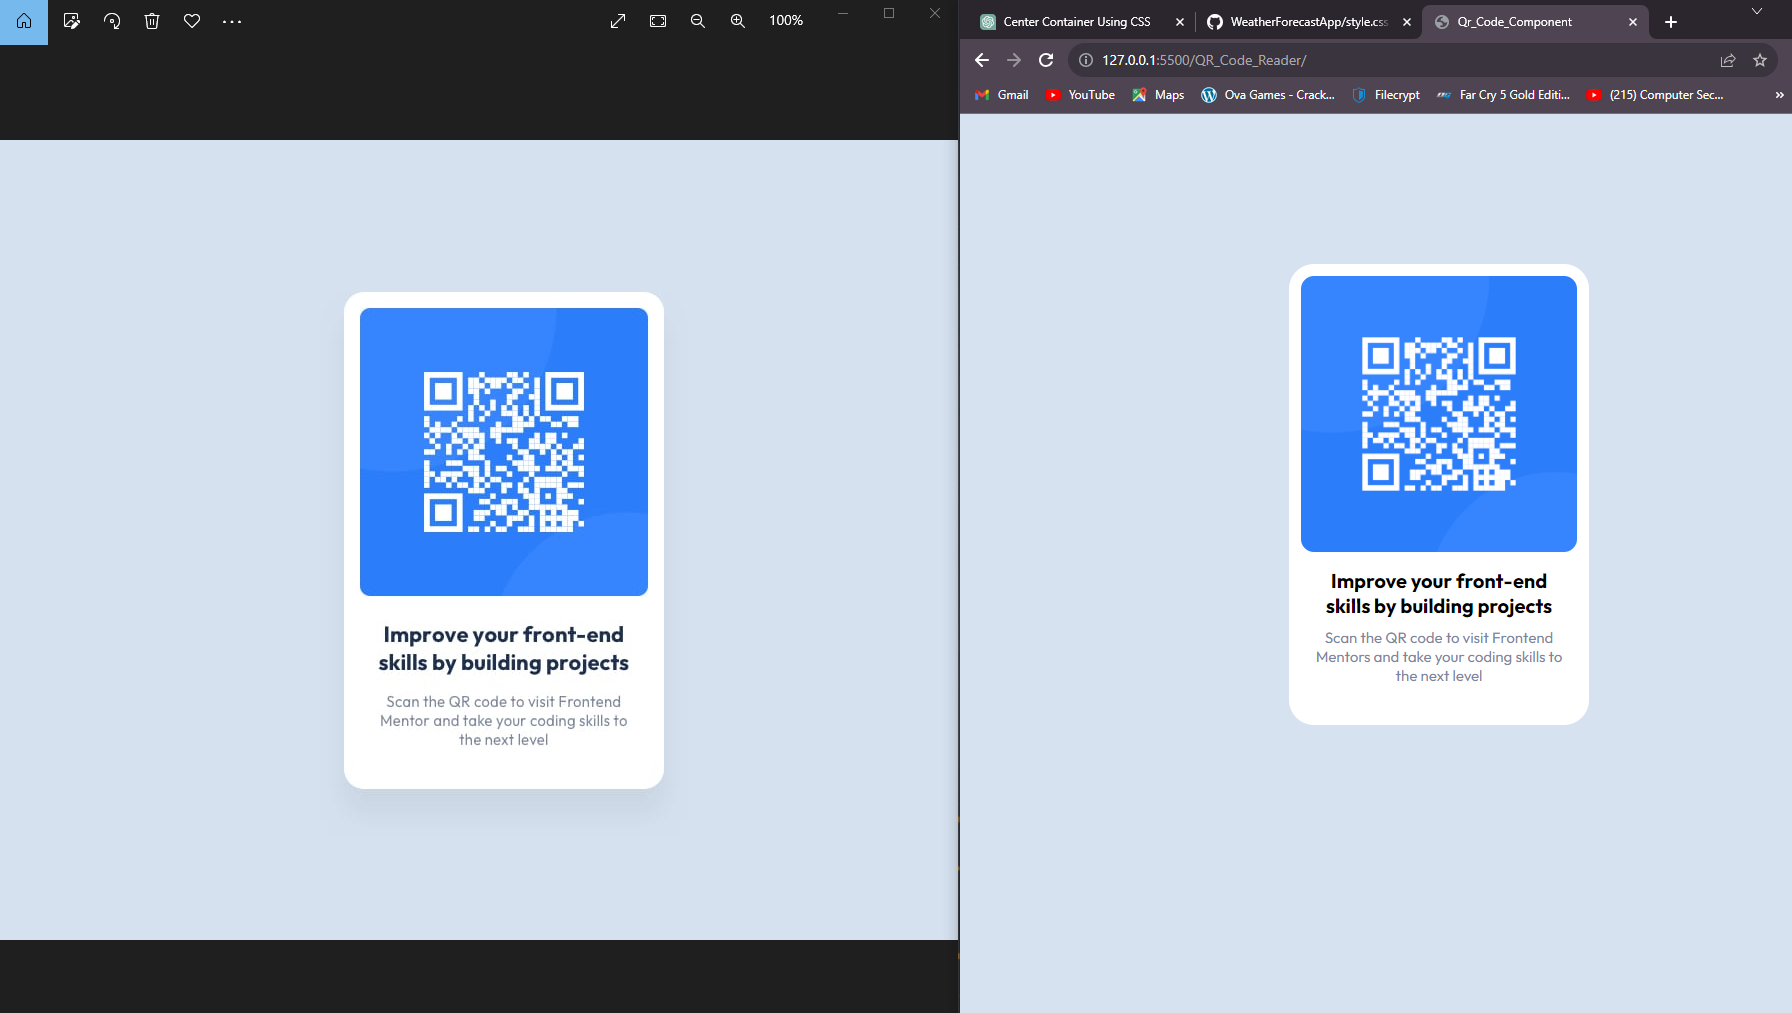 100%
Center Container Using CSS
WeatherForecastApp/style.css
Qr_Code_Component
127.0.0.1:5500/QR_Code_Reader/
Gmail
YouTube
Maps
Ova Games - Crack...
Filecrypt
Far Cry 5 Gold Editi...
(215) Computer Sec...
»
Improve your front-end
skills by building projects
Scan the QR code to visit Frontend
Mentor and take your coding skills to
the next level
Improve your front-end
skills by building projects
Scan the QR code to visit Frontend
Mentors and take your coding skills to
the next level